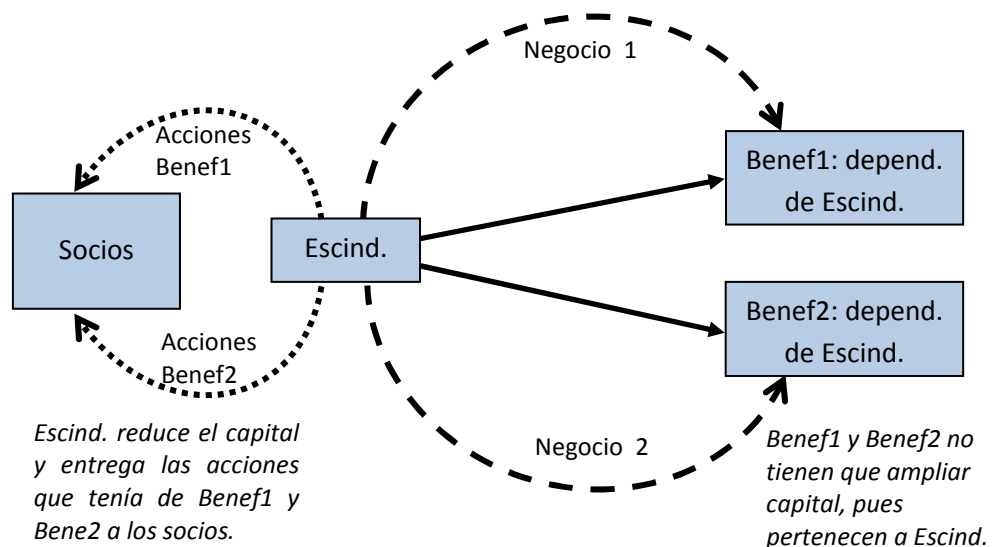 Negocio 1
Acciones
Benef1
Benef1: depend.
de Escind.
Socios
Escind.
Acciones
Benef2
Benef2: depend.
de Escind.
Escind. reduce el capital
y entrega las acciones
que tenía de Benef1 y
Bene2 a los socios.
Negocio 2
Benef1 y Benef2 no
tienen que ampliar
capital, pues
pertenecen a Escind.